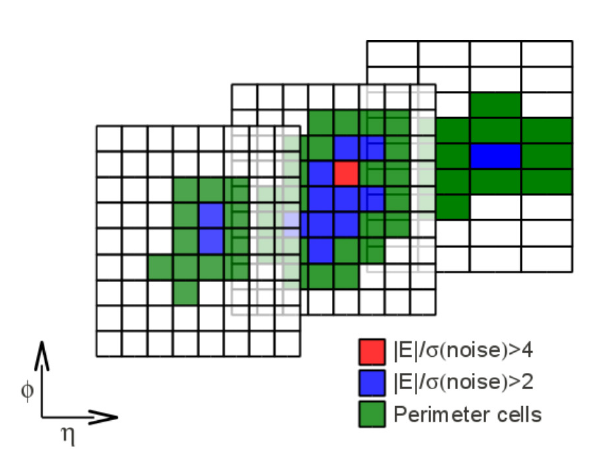 |E|/σ(noise)>4
|E|/σ(noise)>2
Perimeter cells
ϕ
η